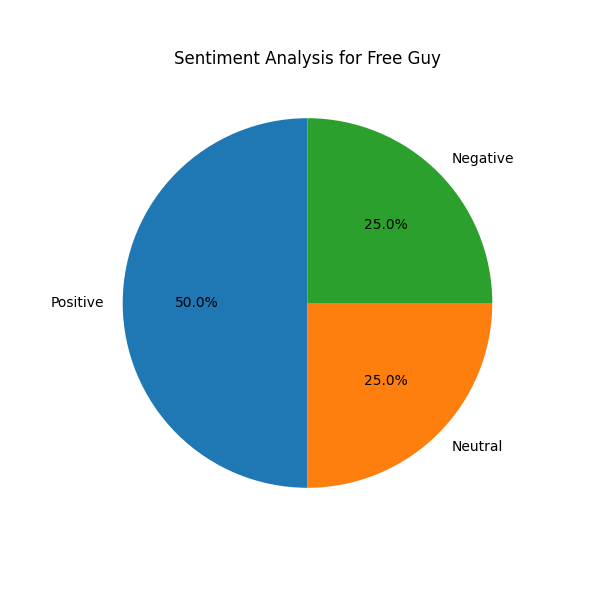 Sentiment Analysis for Free Guy
Negative
25.0%
Positive
50.0%
25.0%
Neutral